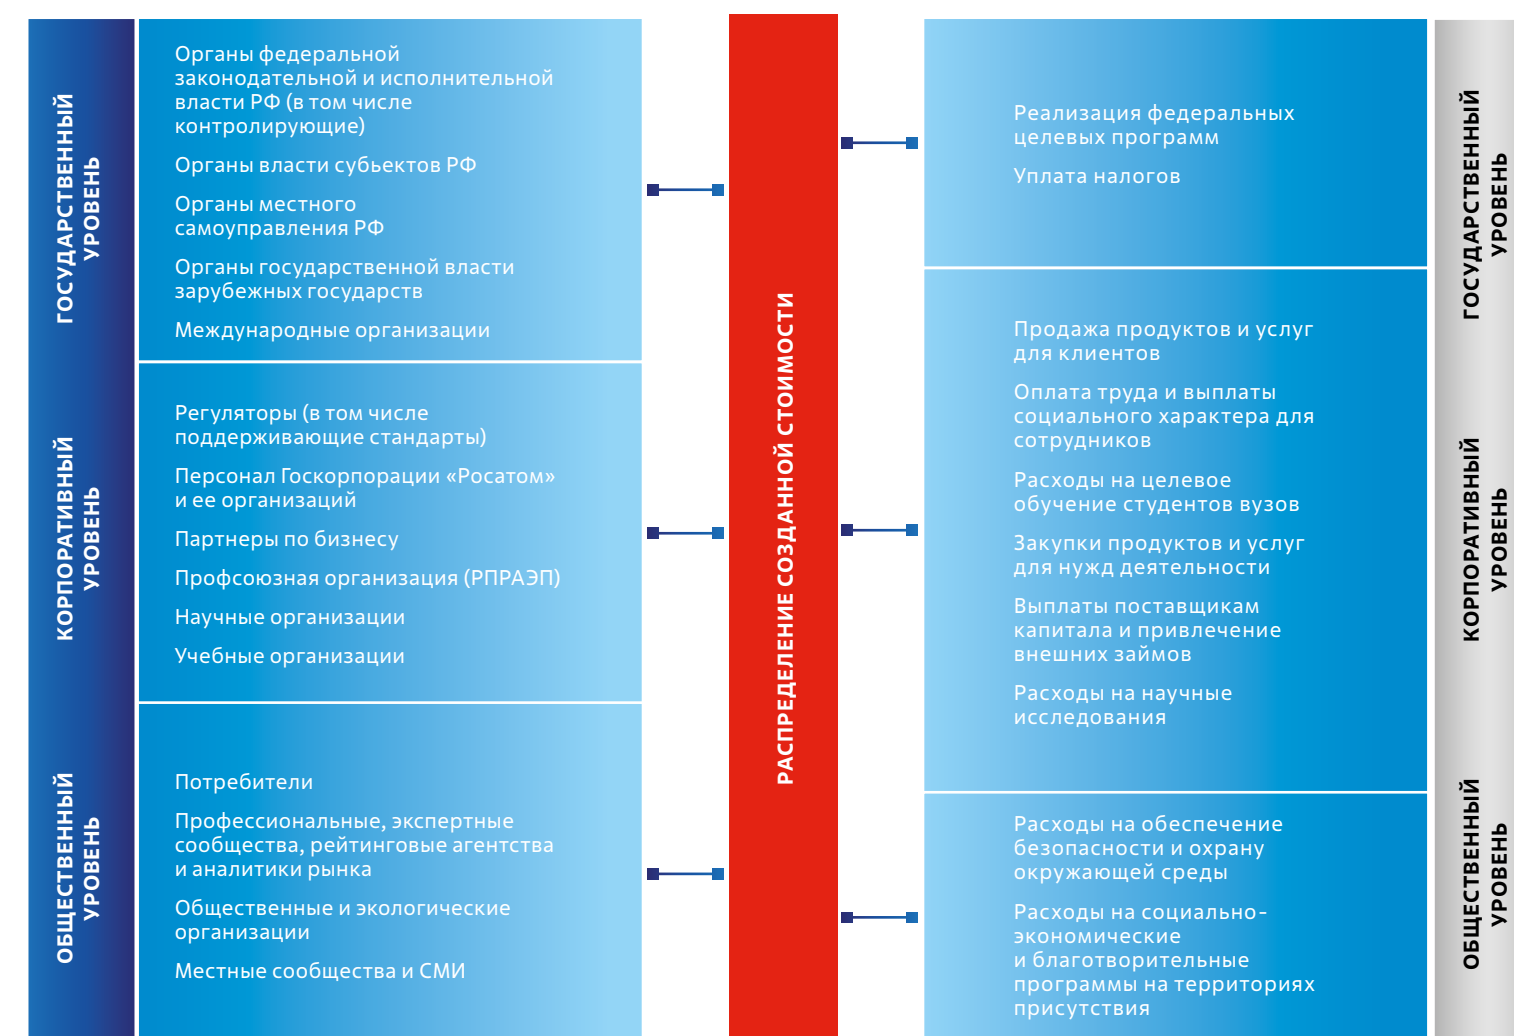 ГОСУДАРСТВЕННЫЙ
УРОВЕНЬ
Органы федеральной
законодательной и исполнительной
власти РФ (в том числе
контролирующие)
Органы власти субьектов РФ
Органы местного
самоуправления РФ
Органы государственной власти
зарубежных государств
Международные организации
КОРПОРАТИВНЫЙ
УРОВЕНЬ
Регуляторы (в том числе
поддерживающие стандарты)
Персонал Госкорпорации «Росатом»
и ее организаций
Партнеры по бизнесу
Профсоюзная организация (РПРАЭП)
Научные организации
Учебные организации
ОБЩЕСТВЕННЫЙ
УРОВЕНЬ
Потребители
Профессиональные, экспертные
сообщества, рейтинговые агентства
и аналитики рынка
Общественные и экологические
организации
Местные сообщества и СМИ
РАСПРЕДЕЛЕНИЕ СОЗДАННОЙ СТОИМОСТИ
Реализация федеральных
целевых программ
Уплата налогов
ГОСУДАРСТВЕННЫЙ
УРОВЕНЬ
Продажа продуктов и услуг
для клиентов
Оплата труда и выплаты
социального характера для
сотрудников
Расходы на целевое
обучение студентов вузов
Закупки продуктов и услуг
для нужд деятельности
Выплаты поставщикам
капитала и привлечение
внешних займов
Расходы на научные
исследования
КОРПОРАТИВНЫЙ
УРОВЕНЬ
Расходы на обеспечение
безопасности и охрану
окружающей среды
Расходы на социально-
экономические
и благотворительные
программы на территориях
присутствия
ОБЩЕСТВЕННЫЙ
УРОВЕНЬ